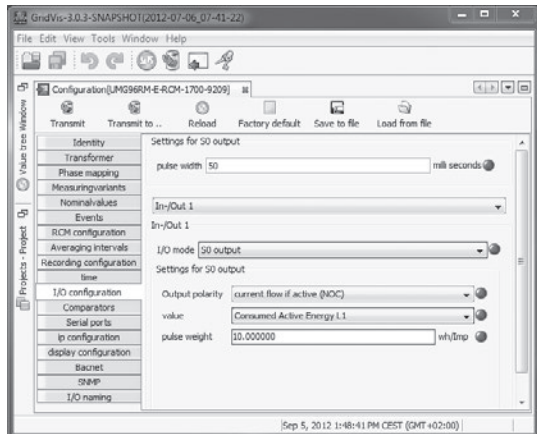 GridVis-3.0.3-SNAPSHOT(2012-07-06_07-41-22)
File Edit View Tools Window Help
Configuration[UMG96RM-E-RCM-1700-9209]
Transmit Transmit to .. Reload Factory default Save to file Load from file
Value tree Window
Projects - Project
Identity
Transformer
Phase mapping
Measuringvariants
Nominalvalues
Events
RCM configuration
Averaging intervals
Recording configuration
time
I/O configuration
Comparators
Serial ports
ip configuration
display configuration
Bacnet
SNMP
I/O naming
Settings for S0 output
pulse width 50 milli seconds
In-/Out 1
In-/Out 1
I/O mode S0 output
Settings for S0 output
Output polarity current flow if active (NOC)
value Consumed Active Energy L1
pulse weight 10.000000 wh/Imp
Sep 5, 2012 1:48:41 PM CEST (GMT+02:00)